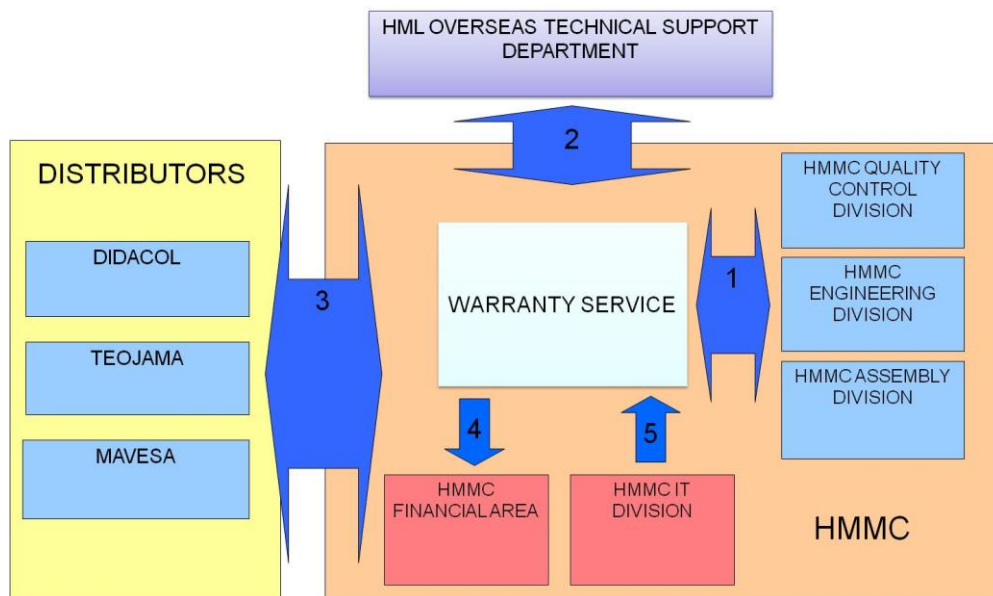 HML OVERSEAS TECHNICAL SUPPORT
DEPARTMENT
2
DISTRIBUTORS
DIDACOL
TEOJAMA
MAVESA
3
WARRANTY SERVICE
1
HMMC QUALITY
CONTROL
DIVISION
HMMC
ENGINEERING
DIVISION
HMMC ASSEMBLY
DIVISION
4
5
HMMC
FINANCIAL AREA
HMMC IT
DIVISION
HMMC